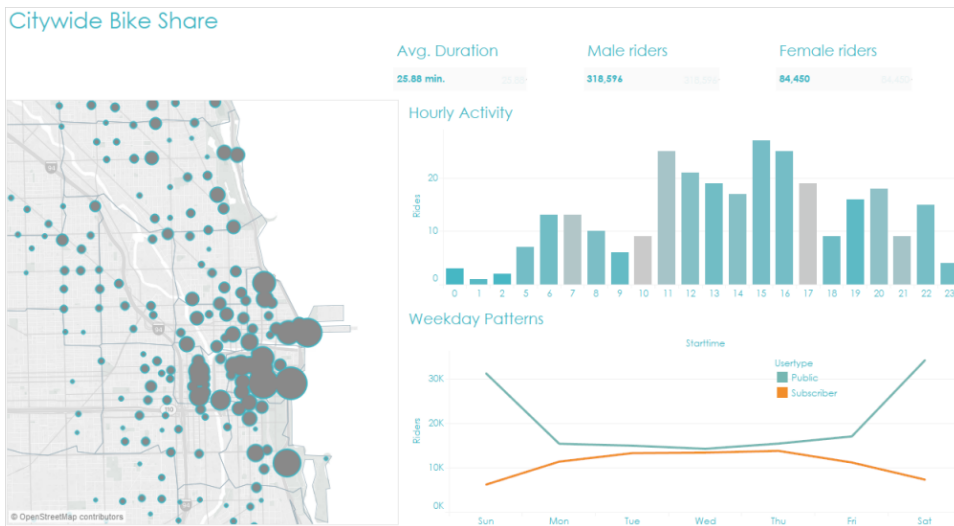 Citywide Bike Share
Avg. Duration
Male riders
Female riders
25.88 min.
318,596
84,450
Hourly Activity
Rides
20
10
0
0 1 2 5 6 7 8 9 10 11 12 13 14 15 16 17 18 19 20 21 22 23
Weekday Patterns
Starttime
Usertype
Public
Subscriber
Riders
30K
20K
10K
0K
Sun Mon Tue Wed Thu Fri Sat
© OpenStreetMap contributors